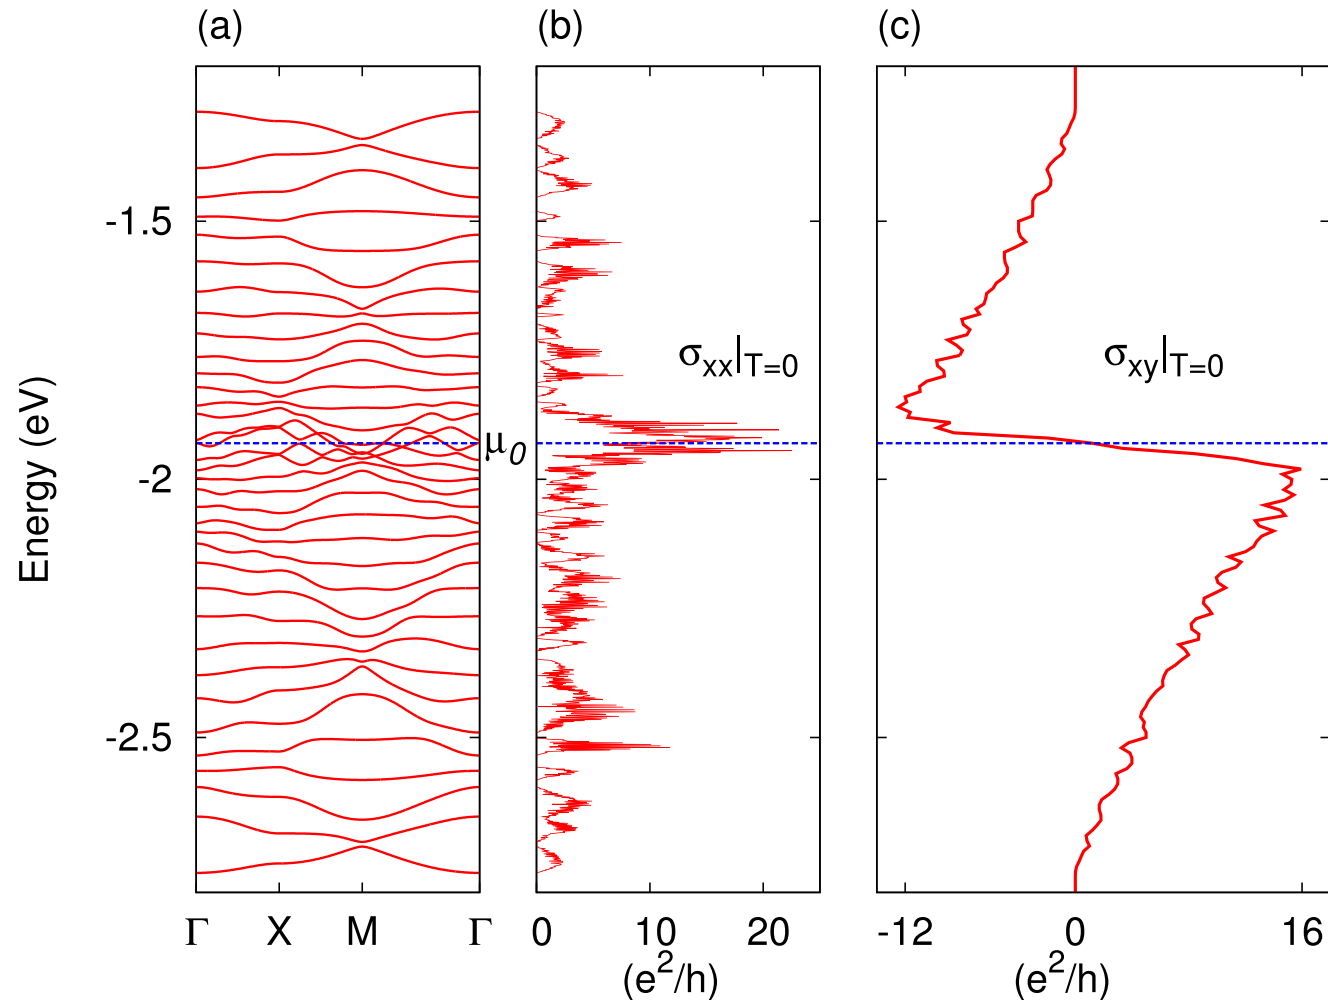 (a)
(b)
(c)
Energy (eV)
-1.5
-2
-2.5
μ0
σxx|T=0
σxy|T=0
Γ X M Γ
0 10 20
-12 0 16
(e2/h)
(e2/h)